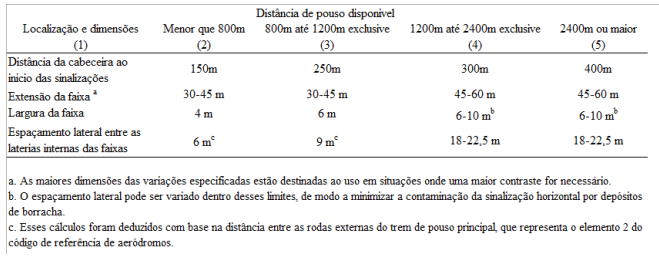 Distância de pouso disponivel
Localização e dimensões Menor que 800m 800m até 1200m exclusive 1200m até 2400m exclusive 2400m ou maior
(1) (2) (3) (4) (5)
Distância da cabeceira ao
início das sinalizações 150m 250m 300m 400m
Extensão da faixa a 30-45 m 30-45 m 45-60 m 45-60 m
Largura da faixa 4 m 6 m 6-10 mb 6-10 mb
Espaçamento lateral entre as
laterias internas das faixas 6 mc 9 mc 18-22,5 m 18-22,5 m
a. As maiores dimensões das variações especificadas estão destinadas ao uso em situações onde uma maior contraste for necessário.
b. O espaçamento lateral pode ser variado dentro desses limites, de modo a minimizar a contaminação da sinalização horizontal por depósitos
de borracha.
c. Esses cálculos foram deduzidos com base na distância entre as rodas externas do trem de pouso principal, que representa o elemento 2 do
código de referência de aeródromos.